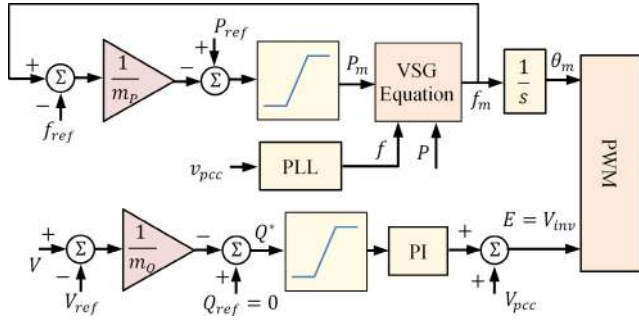 P_ref
+
−
+
Σ
1/m_P
−
Σ
P_m
VSG
Equation
f_m
1/s
θ_m
f_ref
f
P
v_pcc
PLL
PWM
+
V
Σ
−
V_ref
1/m_Q
−
Σ
+
Q*
Q_ref = 0
PI
+
Σ
+
V_pcc
E = V_inv